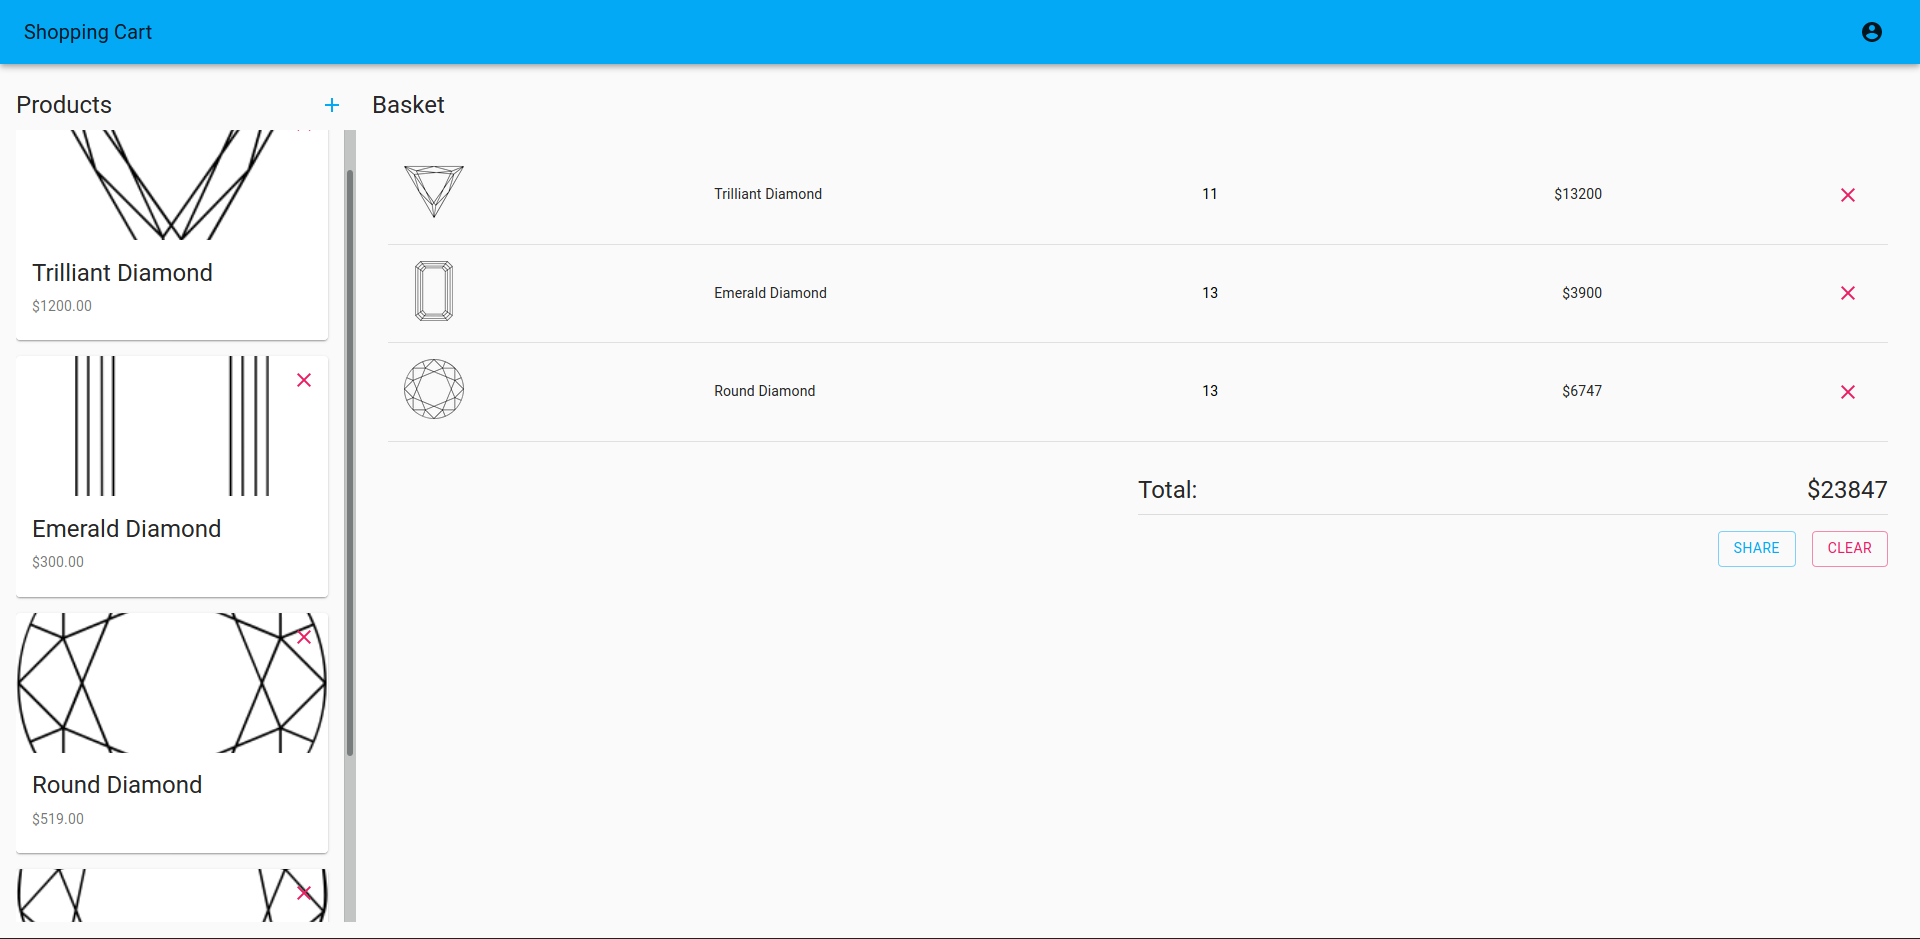 Shopping Cart
Products
Trilliant Diamond
$1200.00
Emerald Diamond
$300.00
Round Diamond
$519.00
Basket
Trilliant Diamond 11 $13200
Emerald Diamond 13 $3900
Round Diamond 13 $6747
Total: $23847
SHARE CLEAR